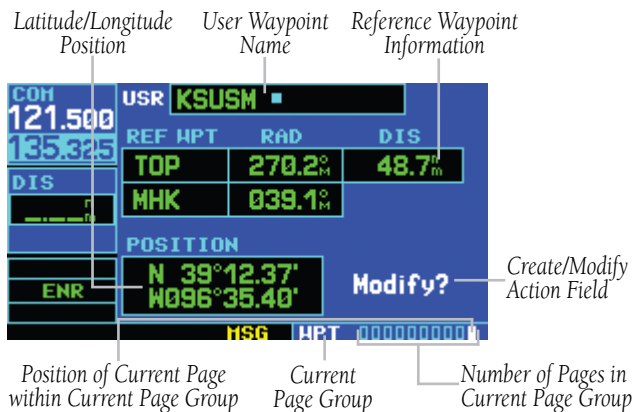 Latitude/Longitude
Position
User Waypoint
Name
Reference Waypoint
Information
COM
121.500
135.325
USR KSUSM
REF WPT RAD DIS
TOP 270.2°M 48.7nm
MHK 039.1°M
DIS
_._ _nm
POSITION
N 39°12.37'
W096°35.40'
Modify?
ENR
MSG WPT
Create/Modify
Action Field
Position of Current Page
within Current Page Group
Current
Page Group
Number of Pages in
Current Page Group